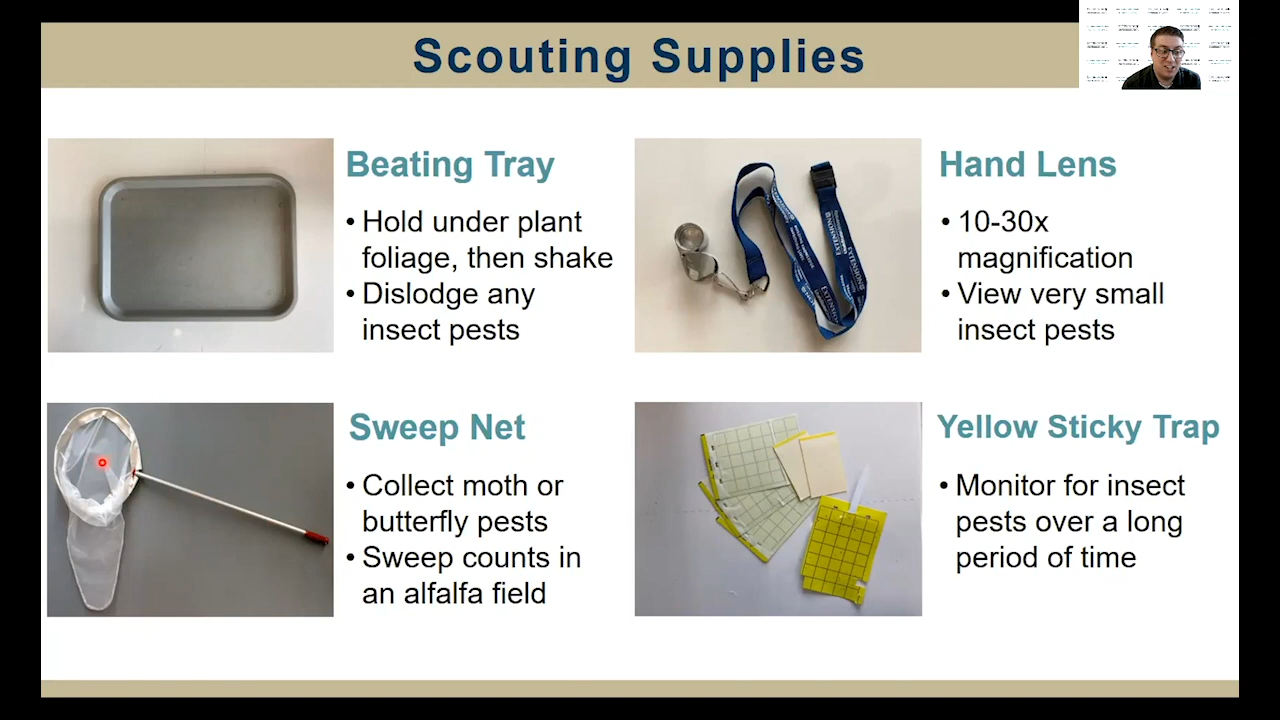 Scouting Supplies
Beating Tray
• Hold under plant
foliage, then shake
• Dislodge any
insect pests
Hand Lens
• 10-30x
magnification
• View very small
insect pests
EXTENSION
EXTENSION
Sweep Net
• Collect moth or
butterfly pests
• Sweep counts in
an alfalfa field
Yellow Sticky Trap
• Monitor for insect
pests over a long
period of time